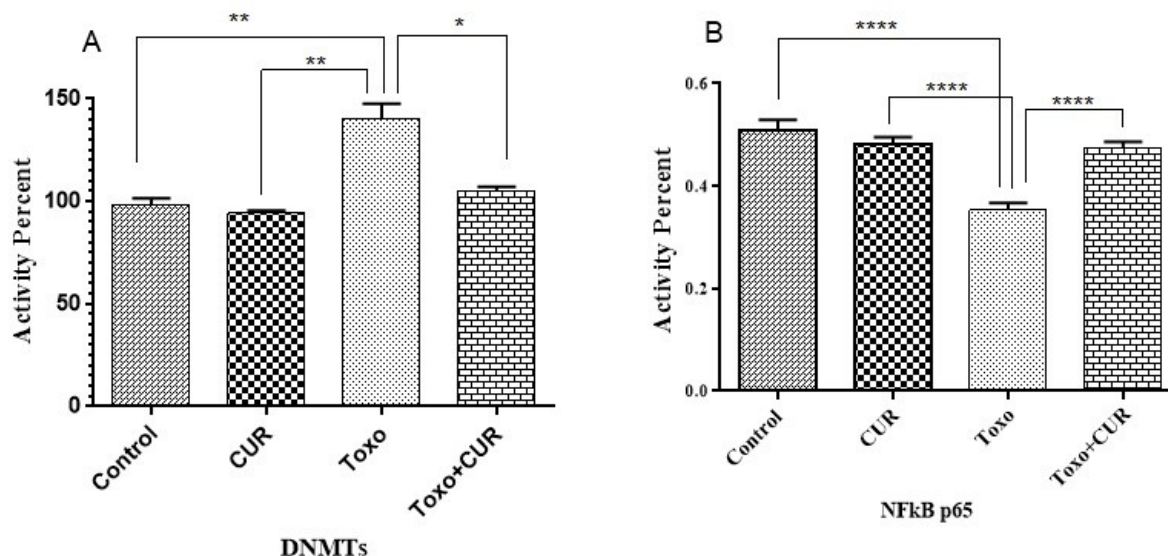 A
**
*
**
150
100
50
0
Activity Percent
Control
CUR
Toxo
Toxo+CUR
DNMTs
B
****
****
****
0.6
0.4
0.2
0.0
Activity Percent
Control
CUR
Toxo
Toxo+CUR
NFkB p65